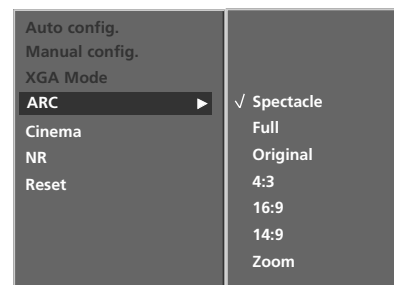 Auto config.
Manual config.
XGA Mode
ARC ▶
Cinema
NR
Reset
√ Spectacle
Full
Original
4:3
16:9
14:9
Zoom